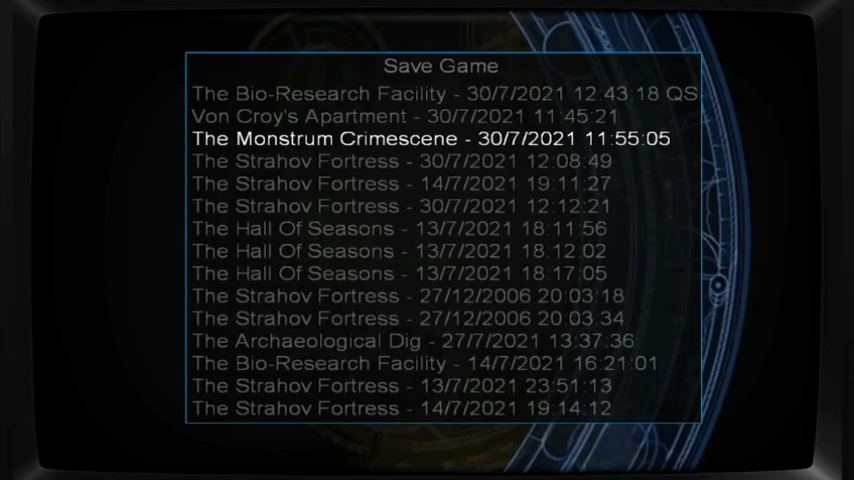 Save Game
The Bio-Research Facility - 30/7/2021 12:43:18 QS
Von Croy's Apartment - 30/7/2021 11:45:21
The Monstrum Crimescene - 30/7/2021 11:55:05
The Strahov Fortress - 30/7/2021 12:08:49
The Strahov Fortress - 14/7/2021 19:11:27
The Strahov Fortress - 30/7/2021 12:12:21
The Hall Of Seasons - 13/7/2021 18:11:56
The Hall Of Seasons - 13/7/2021 18:12:02
The Hall Of Seasons - 13/7/2021 18:17:05
The Strahov Fortress - 27/12/2006 20:03:18
The Strahov Fortress - 27/12/2006 20:03:34
The Archaeological Dig - 27/7/2021 13:37:36
The Bio-Research Facility - 14/7/2021 16:21:01
The Strahov Fortress - 13/7/2021 23:51:13
The Strahov Fortress - 14/7/2021 19:14:12